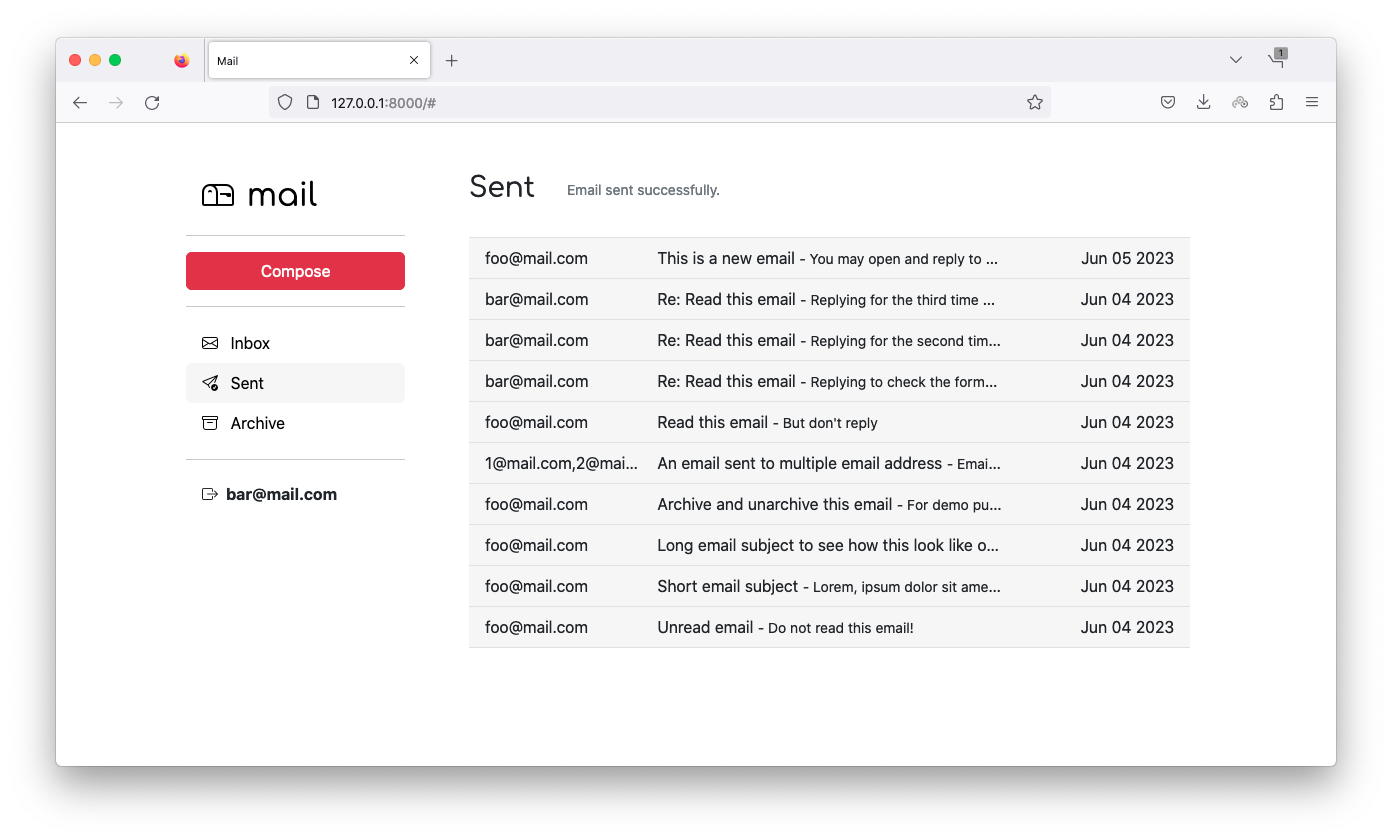 Mail
1
127.0.0.1:8000/#
mail
Compose
Inbox
Sent
Archive
bar@mail.com
Sent
Email sent successfully.
foo@mail.com This is a new email - You may open and reply to ... Jun 05 2023
bar@mail.com Re: Read this email - Replying for the third time ... Jun 04 2023
bar@mail.com Re: Read this email - Replying for the second tim... Jun 04 2023
bar@mail.com Re: Read this email - Replying to check the form... Jun 04 2023
foo@mail.com Read this email - But don't reply Jun 04 2023
1@mail.com,2@mai... An email sent to multiple email address - Emai... Jun 04 2023
foo@mail.com Archive and unarchive this email - For demo pu... Jun 04 2023
foo@mail.com Long email subject to see how this look like o... Jun 04 2023
foo@mail.com Short email subject - Lorem, ipsum dolor sit ame... Jun 04 2023
foo@mail.com Unread email - Do not read this email! Jun 04 2023